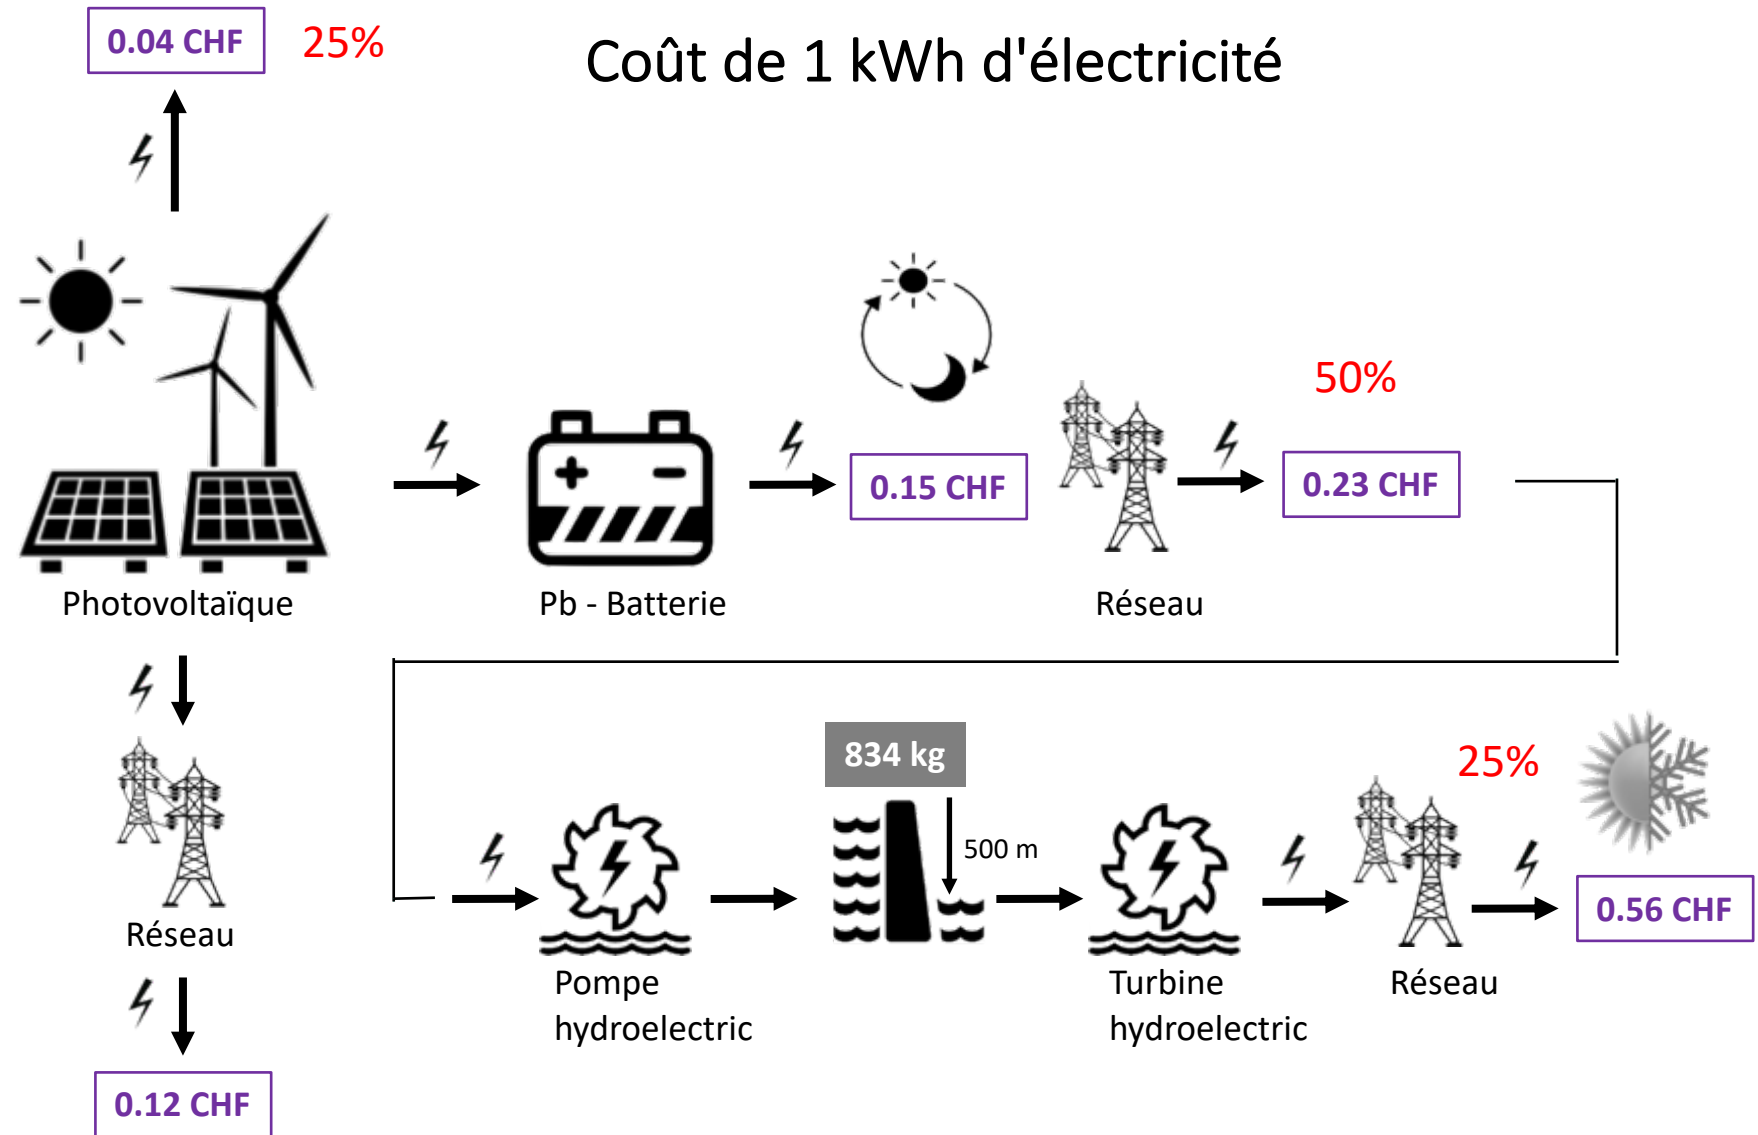 0.04 CHF
25%
Coût de 1 kWh d'électricité
50%
0.15 CHF
0.23 CHF
Photovoltaïque
Pb - Batterie
Réseau
834 kg
25%
500 m
0.56 CHF
Réseau
Pompe
hydroelectric
Turbine
hydroelectric
Réseau
0.12 CHF